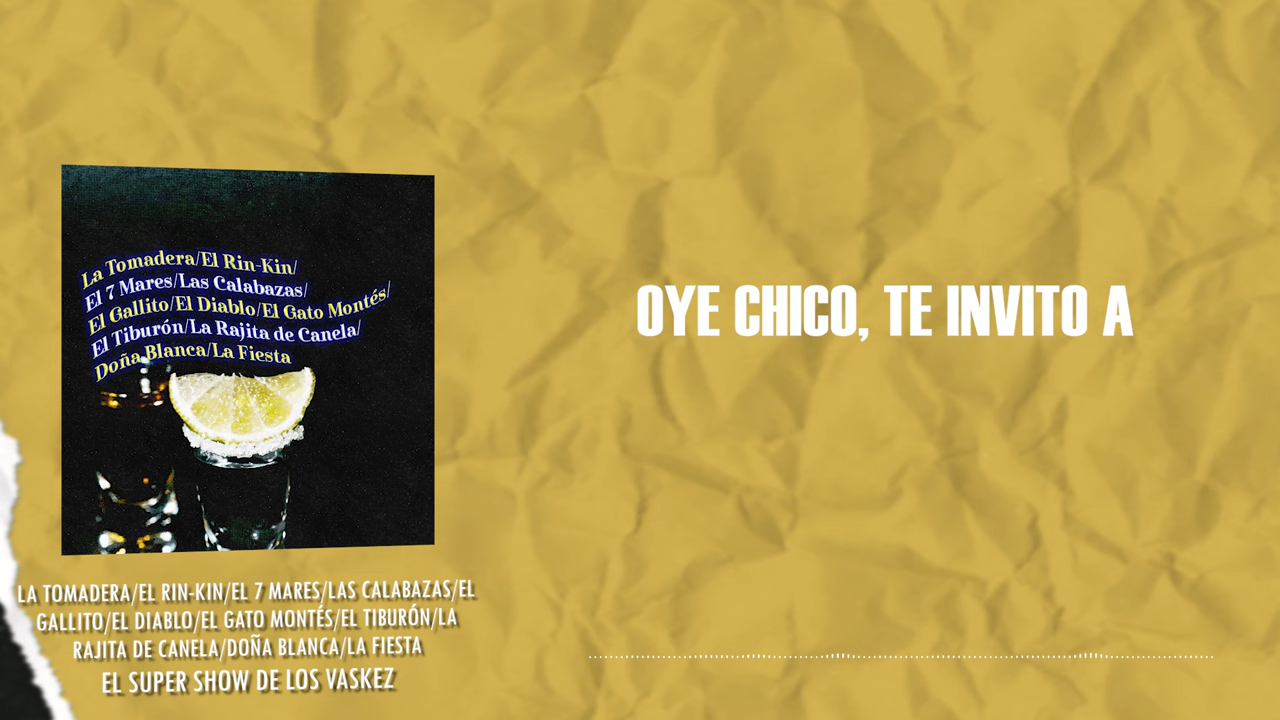 La Tomadera/El Rin-Kin/
El 7 Mares/Las Calabazas/
El Gallito/El Diablo/El Gato Montés/
El Tiburón/La Rajita de Canela/
Doña Blanca/La Fiesta
LA TOMADERA/EL RIN-KIN/EL 7 MARES/LAS CALABAZAS/EL
GALLITO/EL DIABLO/EL GATO MONTÉS/EL TIBURÓN/LA
RAJITA DE CANELA/DOÑA BLANCA/LA FIESTA
EL SUPER SHOW DE LOS VASKEZ
OYE CHICO, TE INVITO A